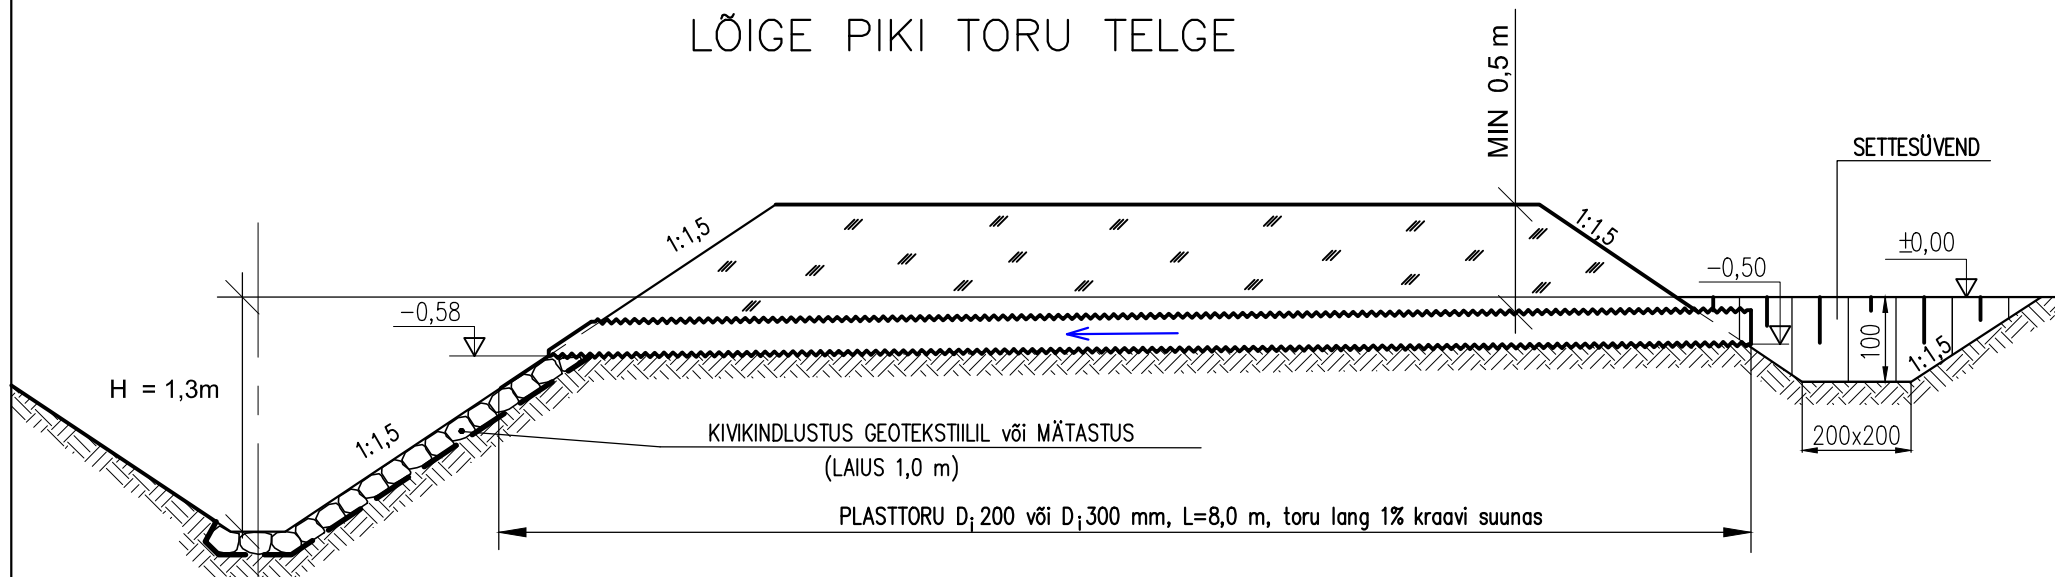 LÕIGE PIKI TORU TELGE
MIN 0,5 m
SETTESÜVEND
1:1,5
1:1,5
±0,00
-0,50
-0,58
100
1:1,5
H = 1,3m
1:1,5
KIVIKINDLUSTUS GEOTEKSTIILIL või MÄTASTUS
(LAIUS 1,0 m)
200x200
PLASTTORU Di 200 või Di 300 mm, L=8,0 m, toru lang 1% kraavi suunas